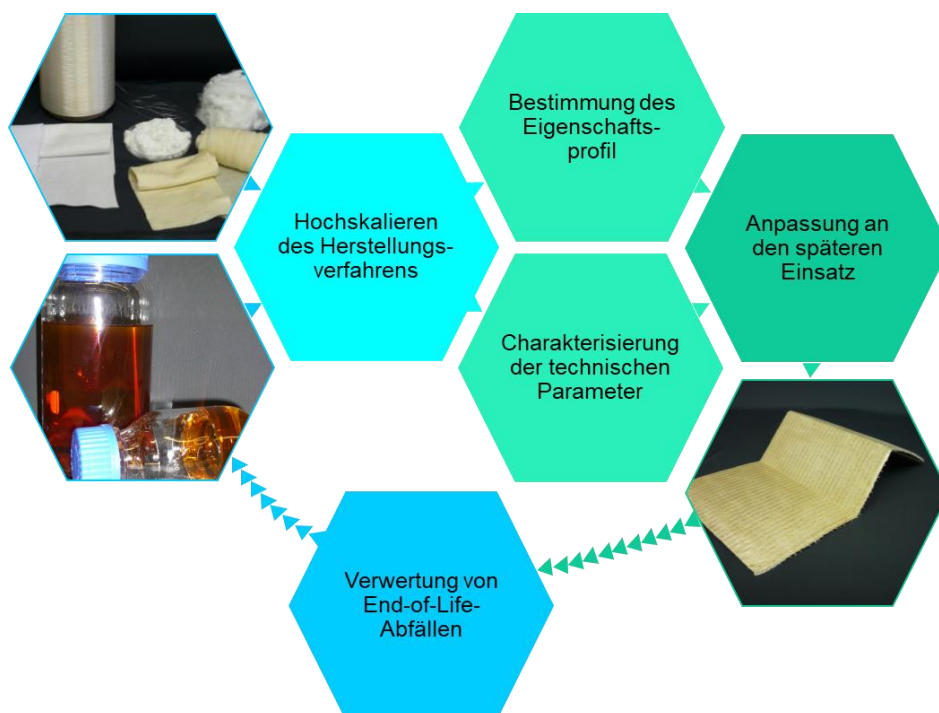 Bestimmung des
Eigenschafts-
profil
Hochskalieren
des Herstellungs-
verfahrens
Anpassung an
den späteren
Einsatz
Charakterisierung
der technischen
Parameter
Verwertung von
End-of-Life-
Abfällen